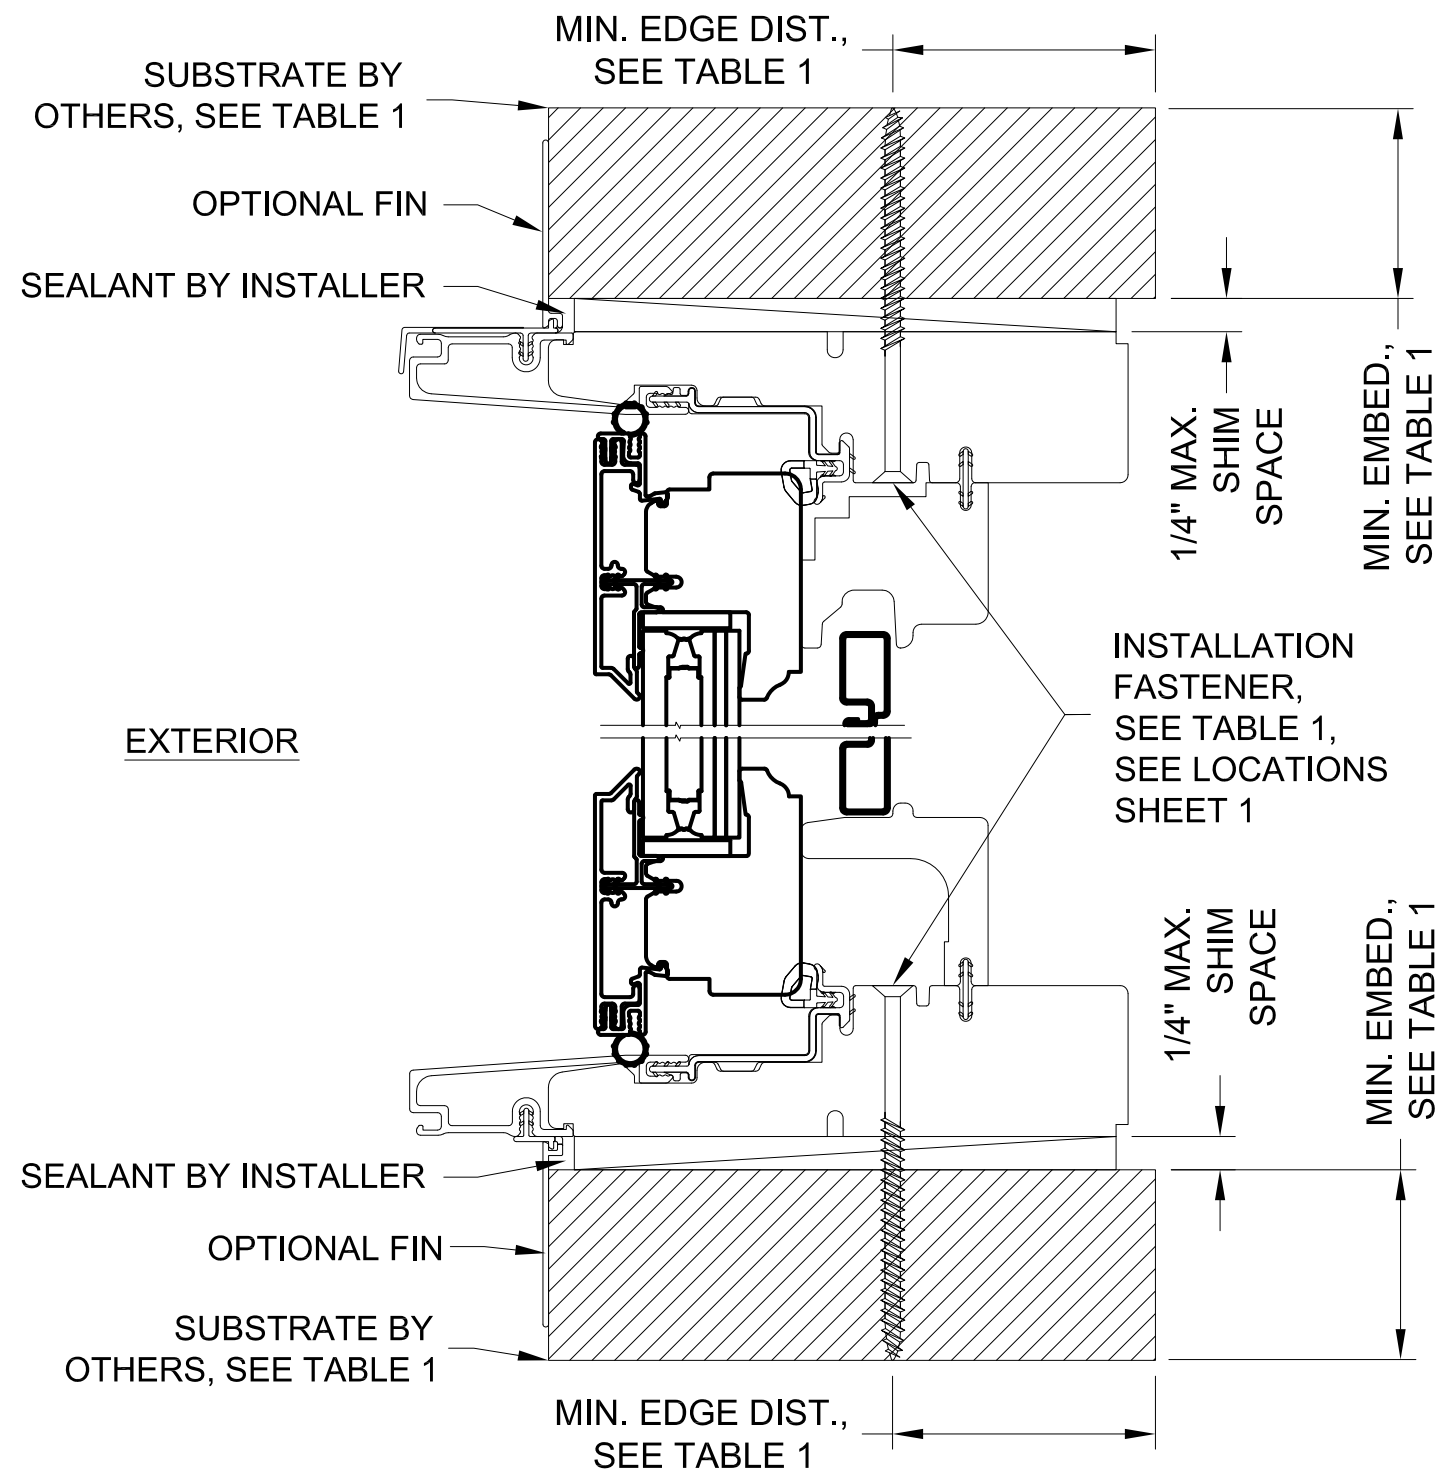 MIN. EDGE DIST.,
SEE TABLE 1
SUBSTRATE BY
OTHERS, SEE TABLE 1
OPTIONAL FIN
SEALANT BY INSTALLER
1/4" MAX.
SHIM
SPACE
MIN. EMBED.,
SEE TABLE 1
INSTALLATION
FASTENER,
SEE TABLE 1,
SEE LOCATIONS
SHEET 1
EXTERIOR
1/4" MAX.
SHIM
SPACE
MIN. EMBED.,
SEE TABLE 1
SEALANT BY INSTALLER
OPTIONAL FIN
SUBSTRATE BY
OTHERS, SEE TABLE 1
MIN. EDGE DIST.,
SEE TABLE 1